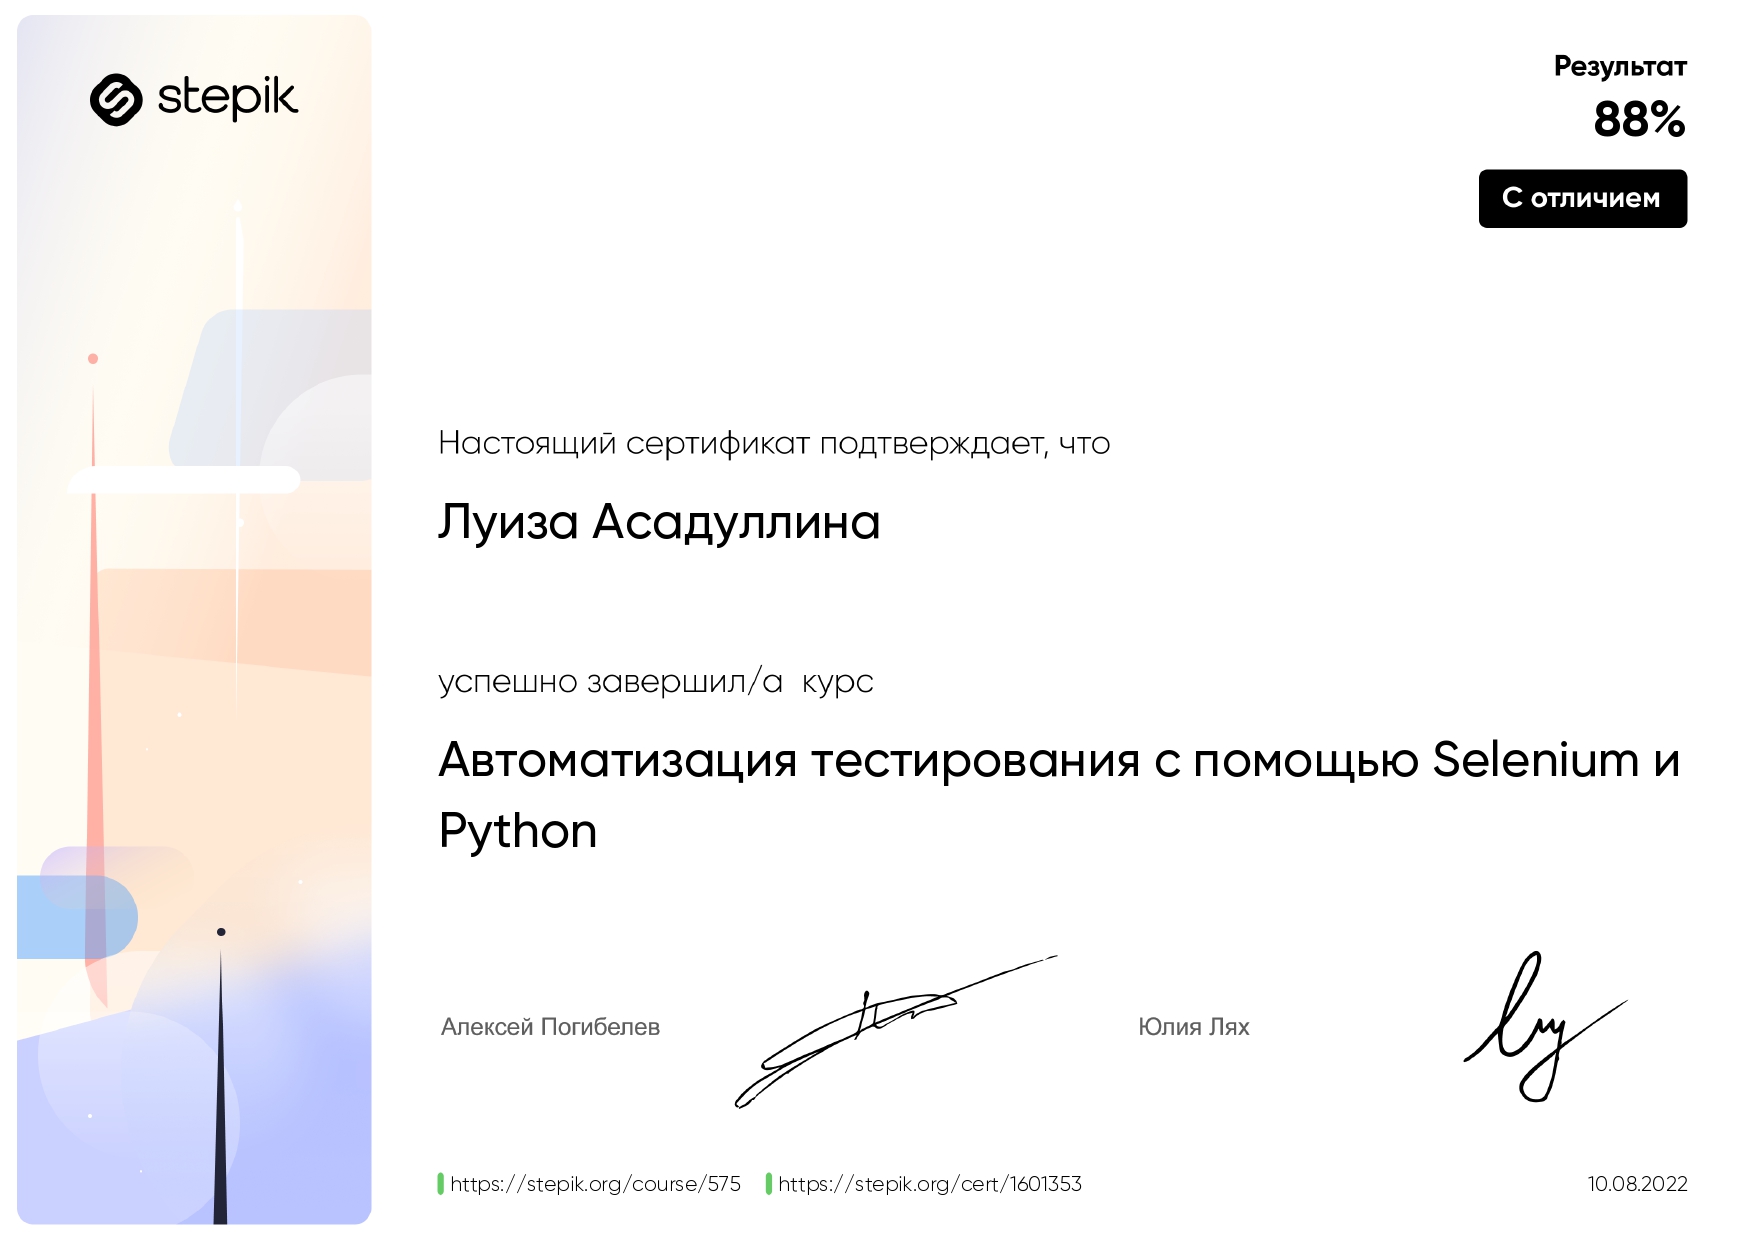 stepik
Результат
88%
С отличием
Настоящий сертификат подтверждает, что
Луиза Асадуллина
успешно завершил/а курс
Автоматизация тестирования с помощью Selenium и
Python
Алексей Погибелев
Юлия Лях
https://stepik.org/course/575
https://stepik.org/cert/1601353
10.08.2022